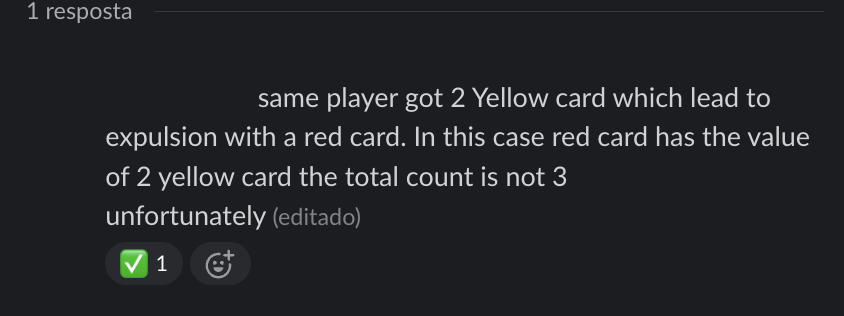 1 resposta
same player got 2 Yellow card which lead to
expulsion with a red card. In this case red card has the value
of 2 yellow card the total count is not 3
unfortunately (editado)
1